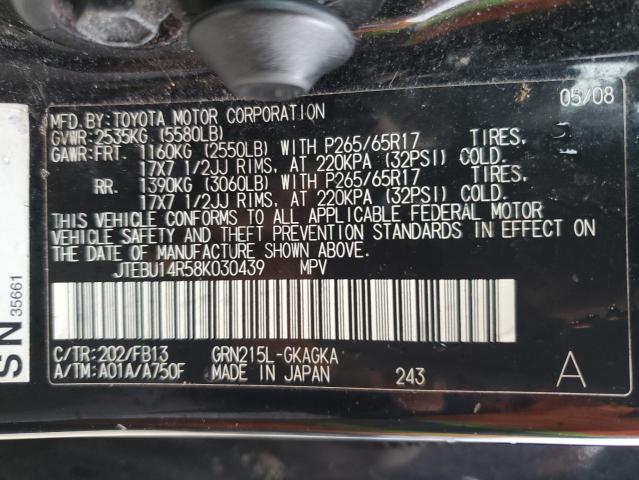 MFD.BY:TOYOTA MOTOR CORPORATION 05/08
GVWR:2535KG (5580LB)
GAWR:FRT. 1160KG (2550LB) WITH P265/65R17 TIRES,
17X7 1/2JJ RIMS, AT 220KPA (32PSI) COLD.
RR. 1390KG (3060LB) WITH P265/65R17 TIRES,
17X7 1/2JJ RIMS, AT 220KPA (32PSI) COLD.
THIS VEHICLE CONFORMS TO ALL APPLICABLE FEDERAL MOTOR
VEHICLE SAFETY AND THEFT PREVENTION STANDARDS IN EFFECT ON
THE DATE OF MANUFACTURE SHOWN ABOVE.
JTEBU14R58K030439 MPV
C/TR:202/FB13 GRN215L-GKAGKA
A/TM:A01A/A750F MADE IN JAPAN 243 A
SN 35661